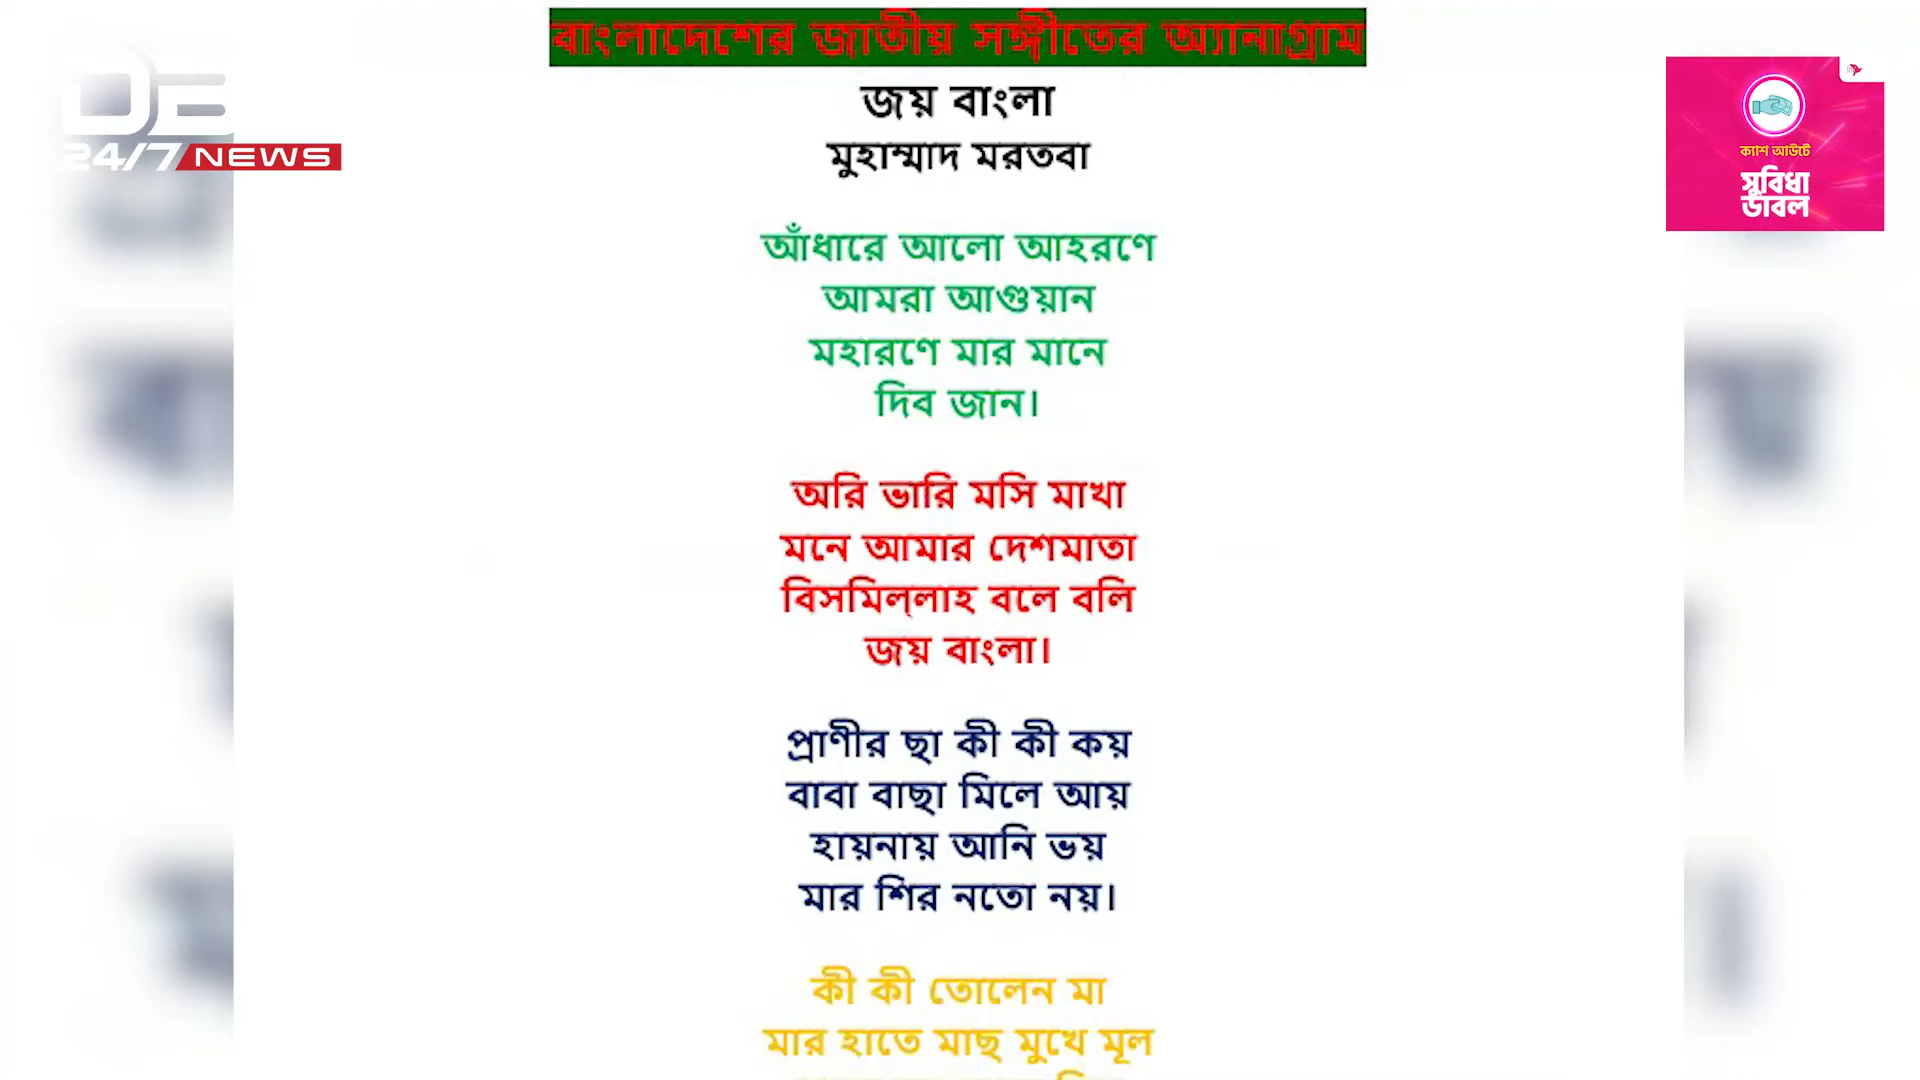 বাংলাদেশের জাতীয় সঙ্গীতের অ্যানাগ্রাম
জয় বাংলা
মুহাম্মাদ মরতবা
DB
24/7 NEWS
ক্যাশ আউটে
সুবিধা
ডাবল
আঁধারে আলো আহরণে
আমরা আগুয়ান
মহারণে মার মানে
দিব জান।
অরি ভারি মসি মাখা
মনে আমার দেশমাতা
বিসমিল্‌লাহ বলে বলি
জয় বাংলা।
প্রাণীর ছা কী কী কয়
বাবা বাছা মিলে আয়
হায়নায় আনি ভয়
মার শির নতো নয়।
কী কী তোলেন মা
মার হাতে মাছ মুখে মূল